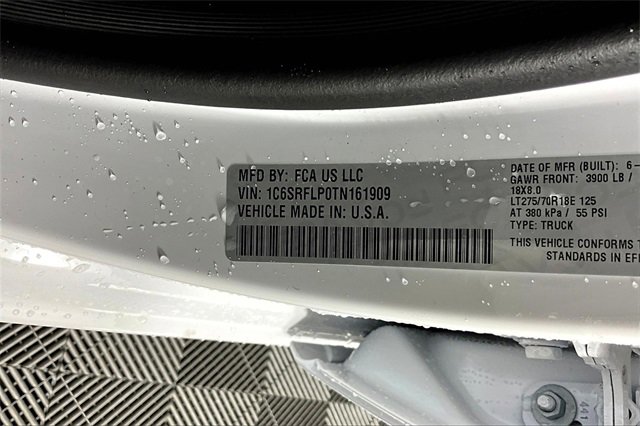 MFD BY: FCA US LLC
VIN: 1C6SRFLP0TN161909
VEHICLE MADE IN: U.S.A.
DATE OF MFR (BUILT): 6-
GAWR FRONT: 3900 LB /
18X8.0
LT275/70R18E 125
AT 380 kPa / 55 PSI
TYPE: TRUCK
THIS VEHICLE CONFORMS T
STANDARDS IN EF
441